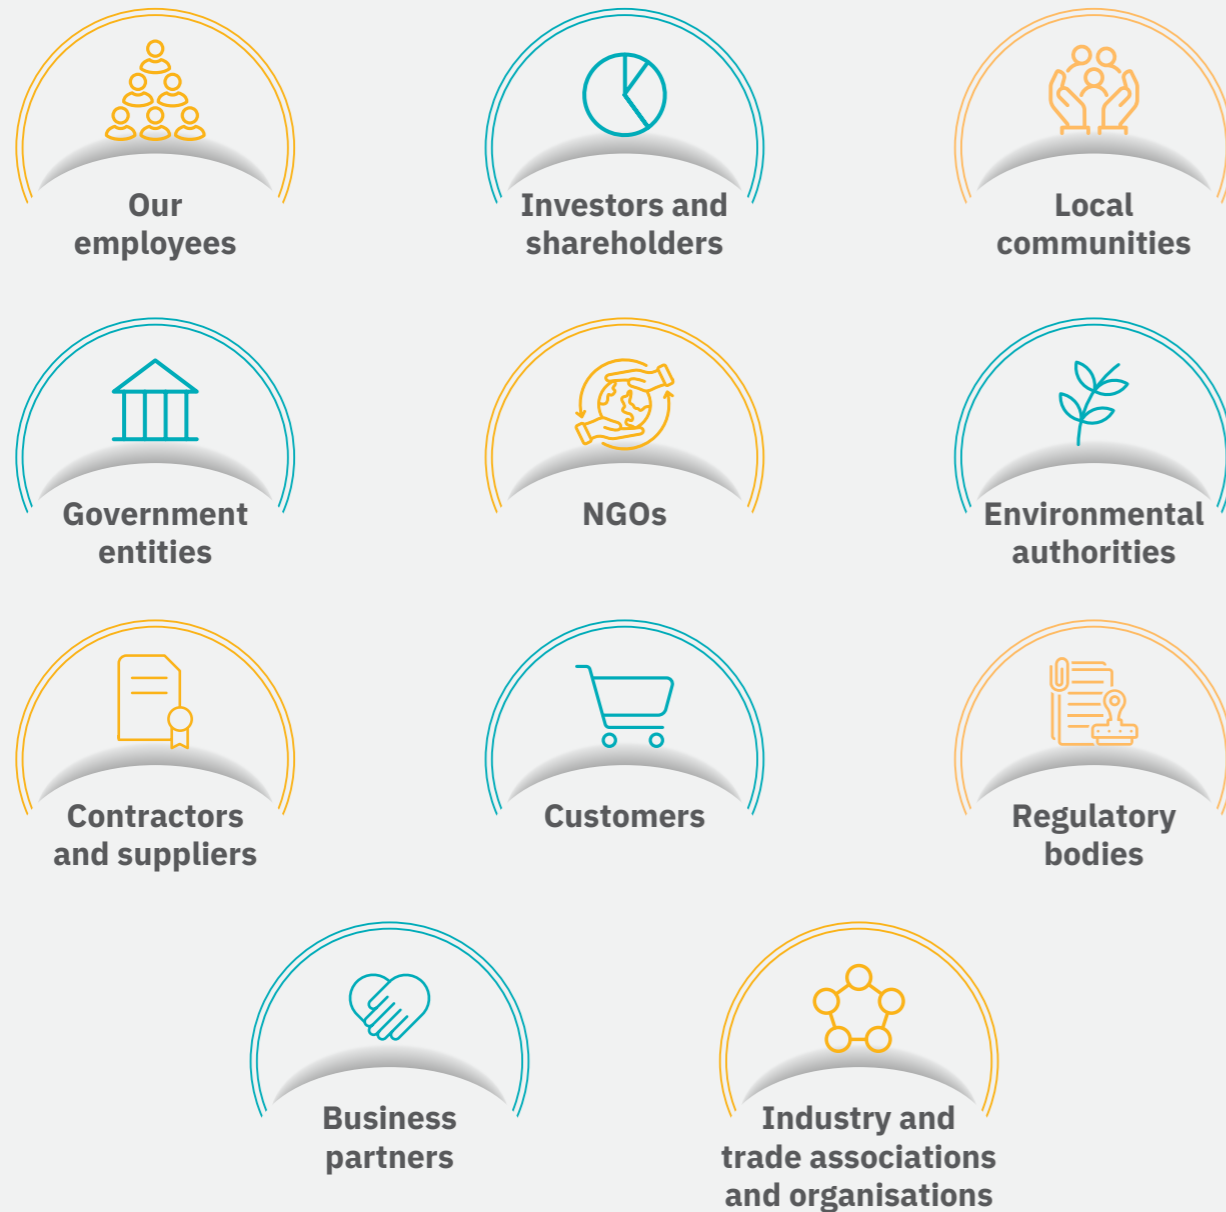 Our
employees
Investors and
shareholders
Local
communities
Government
entities
NGOs
Environmental
authorities
Contractors
and suppliers
Customers
Regulatory
bodies
Business
partners
Industry and
trade associations
and organisations